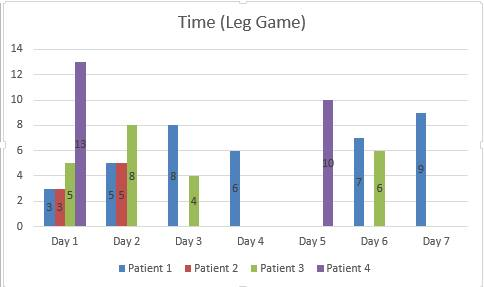 Time (Leg Game)
14
12
10
8
6
4
2
0
3 3 5 13
5 5 8
8 4
6
10
7 6
9
Day 1 Day 2 Day 3 Day 4 Day 5 Day 6 Day 7
Patient 1 Patient 2 Patient 3 Patient 4